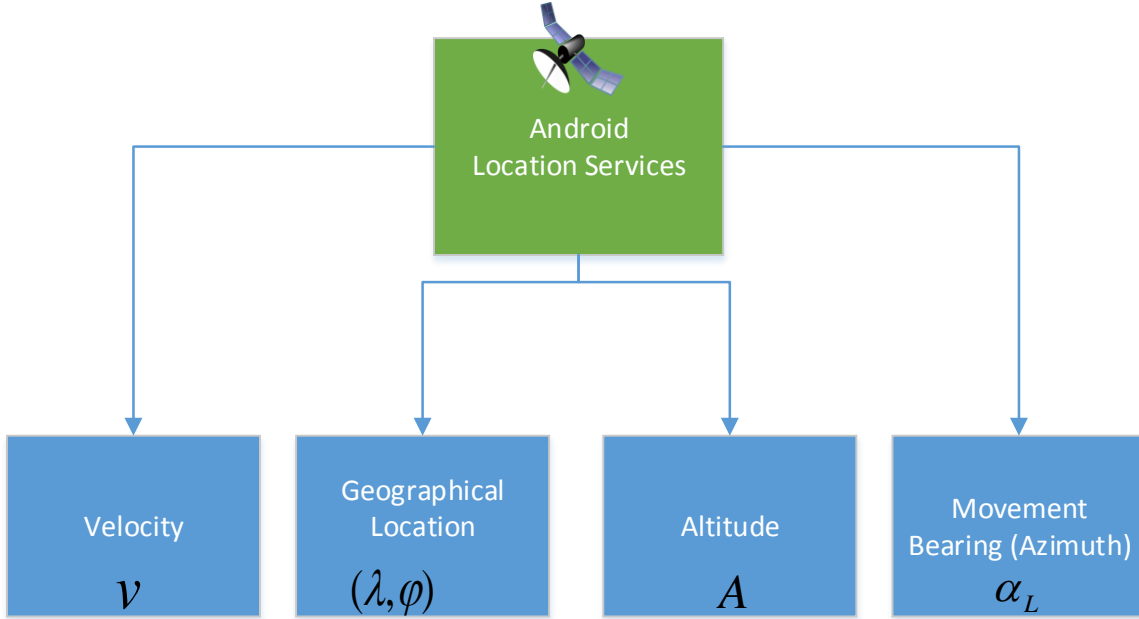 Android
Location Services
Velocity
v
Geographical
Location
(λ,φ)
Altitude
A
Movement
Bearing (Azimuth)
α_L